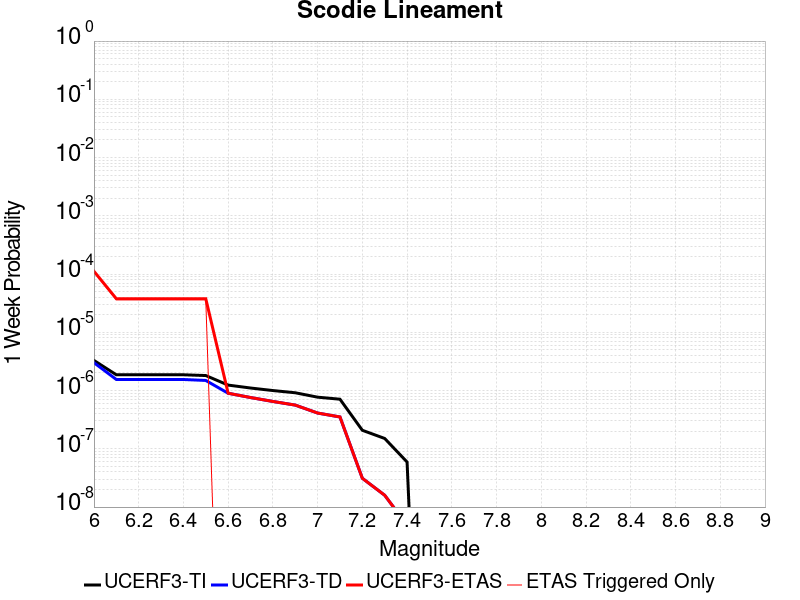 Scodie Lineament
10^0
10^-1
10^-2
10^-3
10^-4
10^-5
10^-6
10^-7
10^-8
1 Week Probability
6 6.2 6.4 6.6 6.8 7 7.2 7.4 7.6 7.8 8 8.2 8.4 8.6 8.8 9
Magnitude
UCERF3-TI UCERF3-TD UCERF3-ETAS ETAS Triggered Only